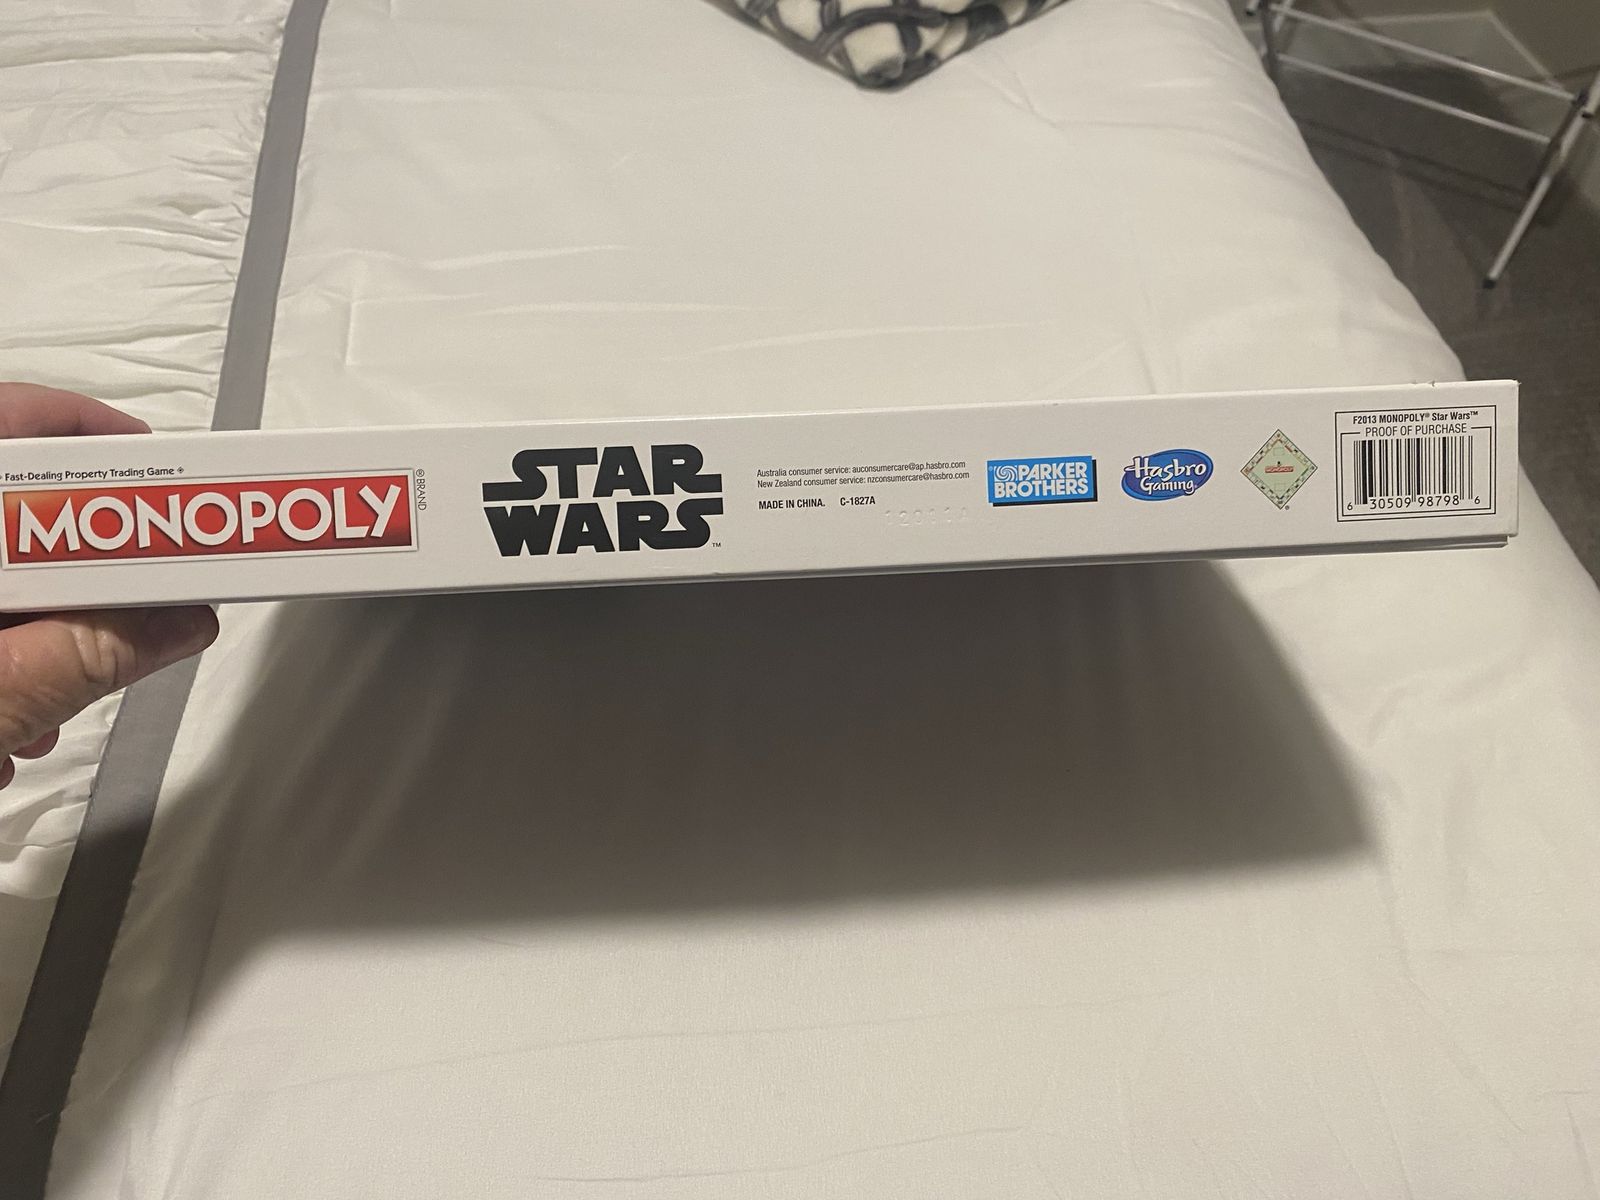 Fast-Dealing Property Trading Game
MONOPOLY
®BRAND
STAR
WARS
™
Australia consumer service: auconsumercare@ap.hasbro.com
New Zealand consumer service: nzconsumercare@hasbro.com
MADE IN CHINA. C-1827A
PARKER
BROTHERS
Hasbro
Gaming
MONOPOLY
F2013 MONOPOLY® Star Wars™
PROOF OF PURCHASE
6 30509 98798 6